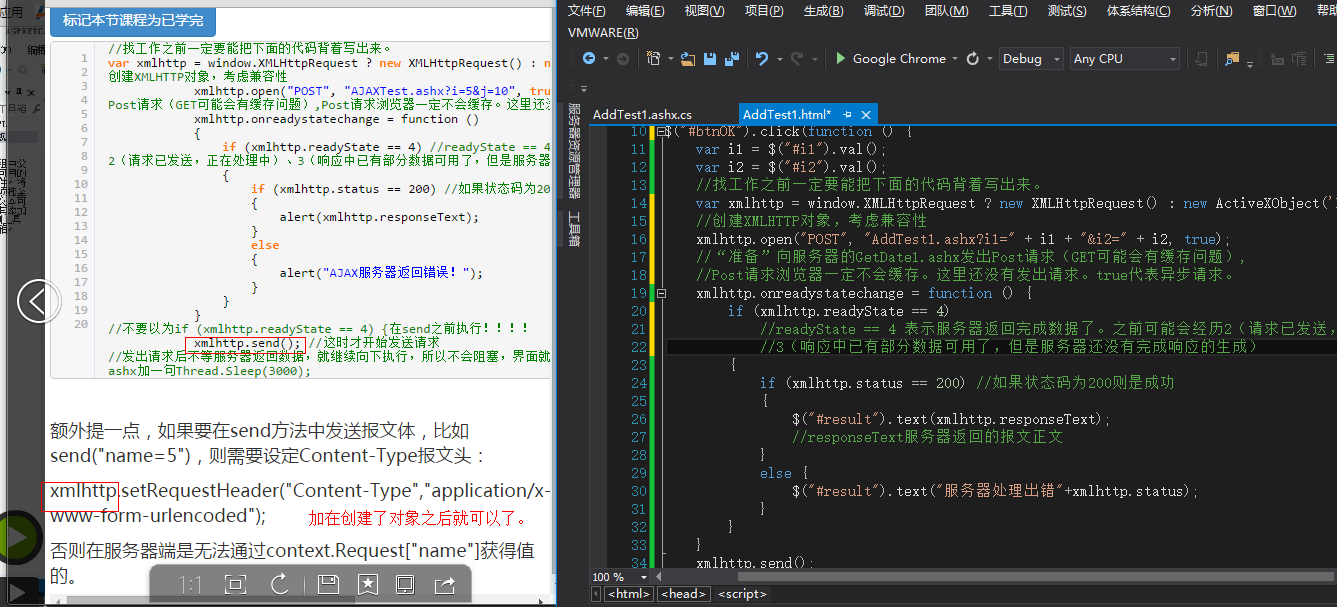 标记本节课程为已学完
1
2
3
4
5
6
7
8
9
10
11
12
13
14
15
16
17
18
19
20
//找工作之前一定要能把下面的代码背着写出来。
var xmlhttp = window.XMLHttpRequest ? new XMLHttpRequest() : n
创建XMLHTTP对象，考虑兼容性
xmlhttp.open("POST", "AJAXTest.ashx?i=5&j=10", tru
Post请求（GET可能会有缓存问题）,Post请求浏览器一定不会缓存。这里还
xmlhttp.onreadystatechange = function ()
{
if (xmlhttp.readyState == 4) //readyState == 4
2（请求已发送，正在处理中）、3（响应中已有部分数据可用了，但是服务器
{
if (xmlhttp.status == 200) //如果状态码为20
{
alert(xmlhttp.responseText);
}
else
{
alert("AJAX服务器返回错误！");
}
}
}
//不要以为if (xmlhttp.readyState == 4) {在send之前执行！！！！
xmlhttp.send(); //这时才开始发送请求
//发出请求后不等服务器返回数据，就继续向下执行，所以不会阻塞，界面就
ashx加一句Thread.Sleep(3000);
额外提一点，如果要在send方法中发送报文体，比如
send("name=5")，则需要设定Content-Type报文头：
xmlhttp.setRequestHeader("Content-Type","application/x-
www-form-urlencoded");
加在创建了对象之后就可以了。
否则在服务器端是无法通过context.Request["name"]获得值
的。
1:1
文件(F) 编辑(E) 视图(V) 项目(P) 生成(B) 调试(D) 团队(M) 工具(T) 测试(S) 体系结构(C) 分析(N) 窗口(W) 帮助
VMWARE(R)
Google Chrome Debug Any CPU
服务器资源管理器
工具箱
AddTest1.ashx.cs AddTest1.html*
10 $("#btnOK").click(function () {
11 var i1 = $("#i1").val();
12 var i2 = $("#i2").val();
13 //找工作之前一定要能把下面的代码背着写出来。
14 var xmlhttp = window.XMLHttpRequest ? new XMLHttpRequest() : new ActiveXObject('
15 //创建XMLHTTP对象，考虑兼容性
16 xmlhttp.open("POST", "AddTest1.ashx?i1=" + i1 + "&i2=" + i2, true);
17 //“准备”向服务器的GetDate1.ashx发出Post请求（GET可能会有缓存问题），
18 //Post请求浏览器一定不会缓存。这里还没有发出请求。true代表异步请求。
19 xmlhttp.onreadystatechange = function () {
20 if (xmlhttp.readyState == 4)
21 //readyState == 4 表示服务器返回完成数据了。之前可能会经历2（请求已发送，
22 //3（响应中已有部分数据可用了，但是服务器还没有完成响应的生成）
23 {
24 if (xmlhttp.status == 200) //如果状态码为200则是成功
25 {
26 $("#result").text(xmlhttp.responseText);
27 //responseText服务器返回的报文正文
28 }
29 else {
30 $("#result").text("服务器处理出错"+xmlhttp.status);
31 }
32 }
33 }
34 xmlhttp.send();
100 %
<html> <head> <script>